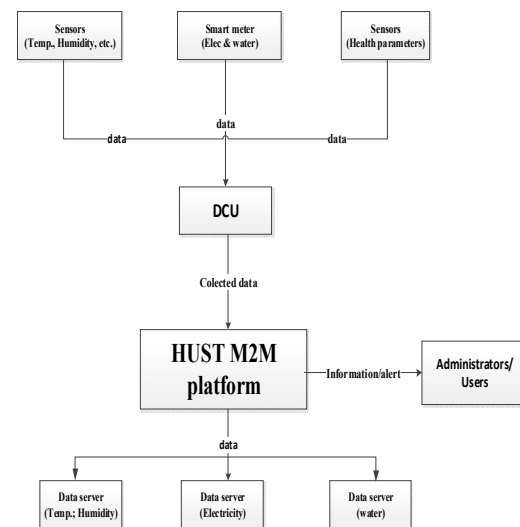 Sensors
(Temp., Humidity, etc.)
Smart meter
(Elec & water)
Sensors
(Health parameters)
data
data
data
DCU
Colected data
HUST M2M
platform
Information/alert
Administrators/
Users
data
Data server
(Temp.; Humidity)
Data server
(Electricity)
Data server
(water)